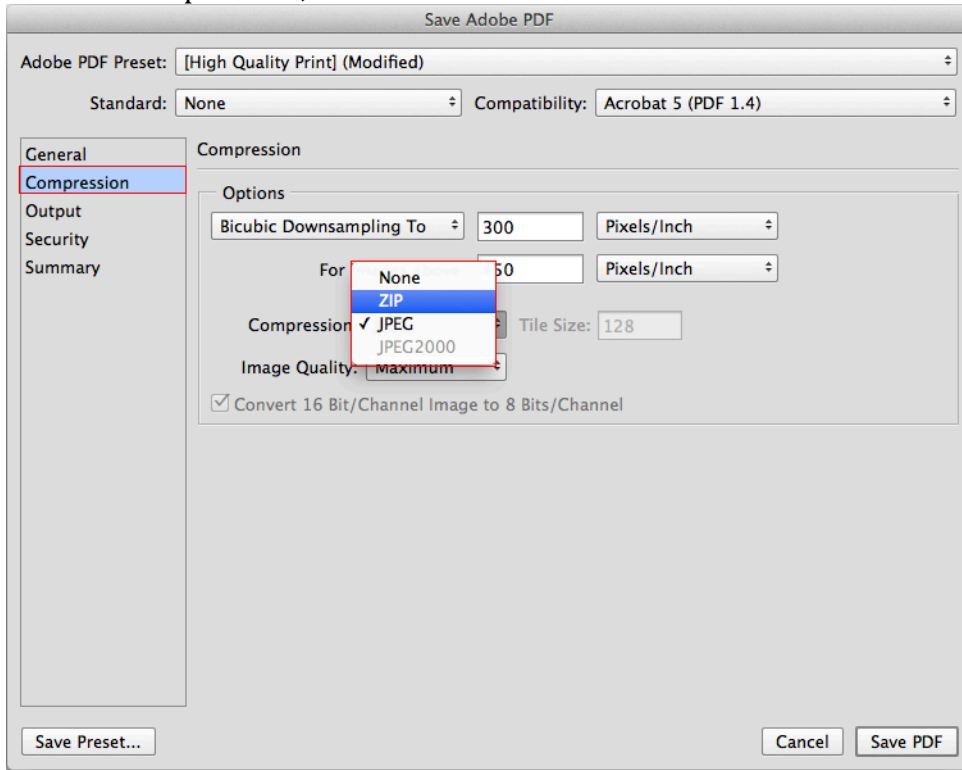 Save Adobe PDF
Adobe PDF Preset: [High Quality Print] (Modified)
Standard: None Compatibility: Acrobat 5 (PDF 1.4)
General
Compression
Output
Security
Summary
Compression
Options
Bicubic Downsampling To 300 Pixels/Inch
For 50 Pixels/Inch
None
ZIP
Compression ✓ JPEG Tile Size: 128
JPEG2000
Image Quality: Maximum
Convert 16 Bit/Channel Image to 8 Bits/Channel
Save Preset... Cancel Save PDF